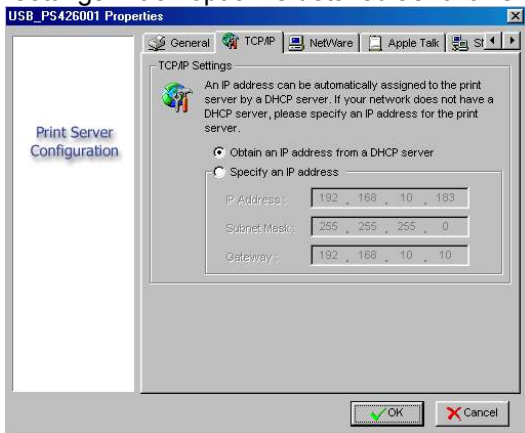 USB_PS426001 Properties
General
TCP/IP
NetWare
Apple Talk
Print Server
Configuration
TCP/IP Settings
An IP address can be automatically assigned to the print
server by a DHCP server. If your network does not have a
DHCP server, please specify an IP address for the print
server.
Obtain an IP address from a DHCP server
Specify an IP address
IP Address :
192 . 168 . 10 . 183
Subnet Mask :
255 . 255 . 255 . 0
Gateway :
192 . 168 . 10 . 10
OK
Cancel